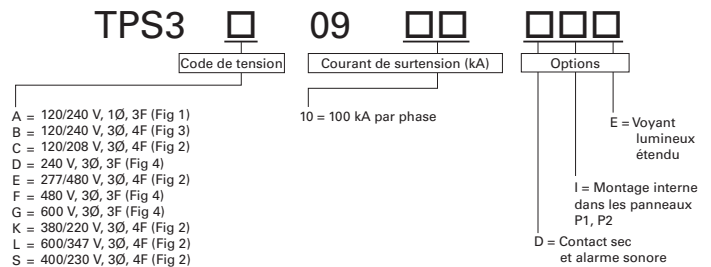 TPS3 □ 09 □□ □□□
Code de tension
Courant de surtension (kA)
Options
A = 120/240 V, 1Ø, 3F (Fig 1)
B = 120/240 V, 3Ø, 4F (Fig 3)
C = 120/208 V, 3Ø, 4F (Fig 2)
D = 240 V, 3Ø, 3F (Fig 4)
E = 277/480 V, 3Ø, 4F (Fig 2)
F = 480 V, 3Ø, 3F (Fig 4)
G = 600 V, 3Ø, 3F (Fig 4)
K = 380/220 V, 3Ø, 4F (Fig 2)
L = 600/347 V, 3Ø, 4F (Fig 2)
S = 400/230 V, 3Ø, 4F (Fig 2)
10 = 100 kA par phase
E = Voyant
lumineux
étendu
I = Montage interne
dans les panneaux
P1, P2
D = Contact sec
et alarme sonore